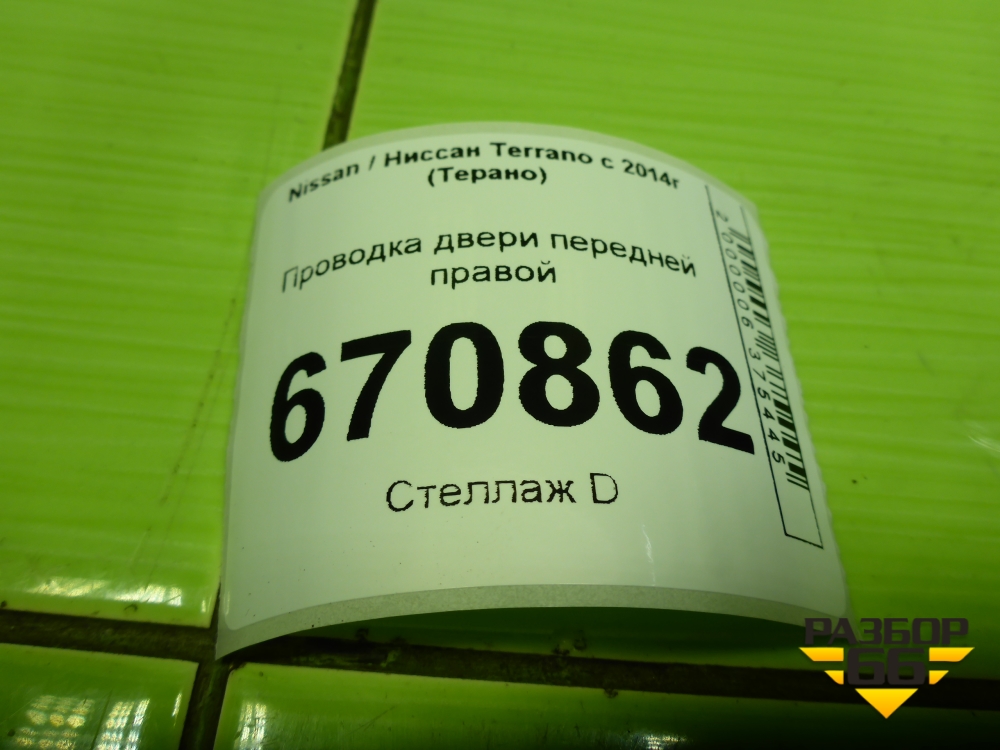 Nissan / Ниссан Terrano с 2014г
(Терано)
Проводка двери передней
правой
670862
Стеллаж D
2000006375445
РАЗБОР
66